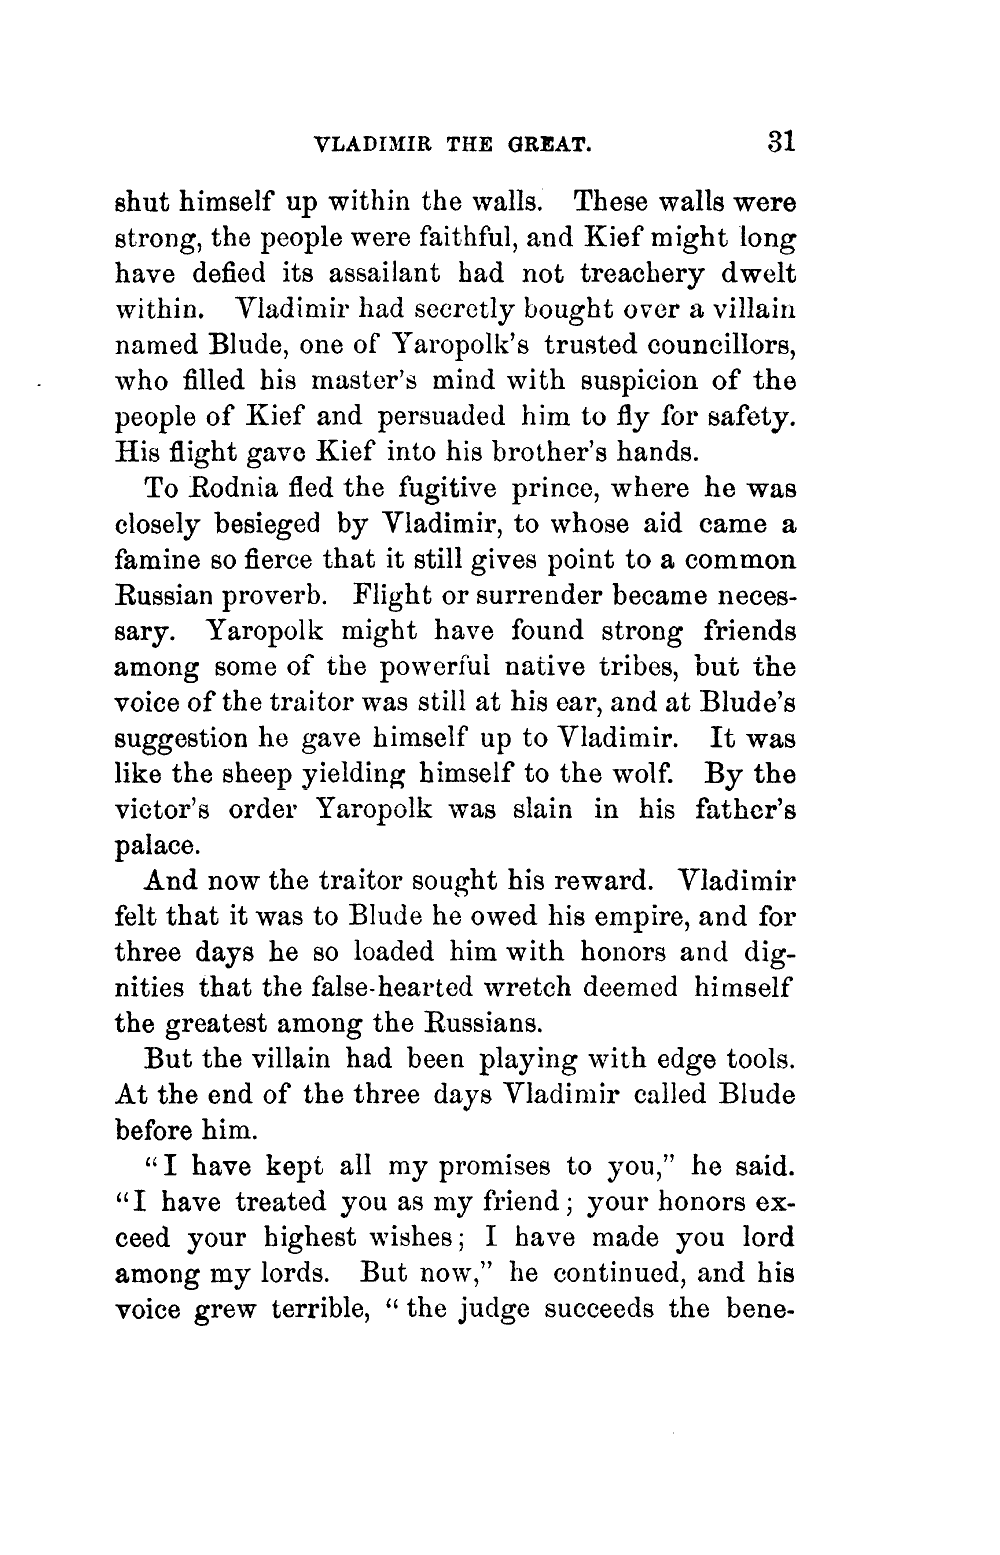 VLADIMIR THE GREAT. 31
shut himself up within the walls. These walls were
strong, the people were faithful, and Kief might long
have defied its assailant had not treachery dwelt
within. Vladimir had secretly bought over a villain
named Blude, one of Yaropolk's trusted councillors,
who filled his master's mind with suspicion of the
people of Kief and persuaded him to fly for safety.
His flight gave Kief into his brother's hands.
To Rodnia fled the fugitive prince, where he was
closely besieged by Vladimir, to whose aid came a
famine so fierce that it still gives point to a common
Russian proverb. Flight or surrender became neces-
sary. Yaropolk might have found strong friends
among some of the powerful native tribes, but the
voice of the traitor was still at his ear, and at Blude's
suggestion he gave himself up to Vladimir. It was
like the sheep yielding himself to the wolf. By the
victor's order Yaropolk was slain in his father's
palace.
And now the traitor sought his reward. Vladimir
felt that it was to Blude he owed his empire, and for
three days he so loaded him with honors and dig-
nities that the false-hearted wretch deemed himself
the greatest among the Russians.
But the villain had been playing with edge tools.
At the end of the three days Vladimir called Blude
before him.
“I have kept all my promises to you,” he said.
“I have treated you as my friend; your honors ex-
ceed your highest wishes; I have made you lord
among my lords. But now,” he continued, and his
voice grew terrible, “the judge succeeds the bene-